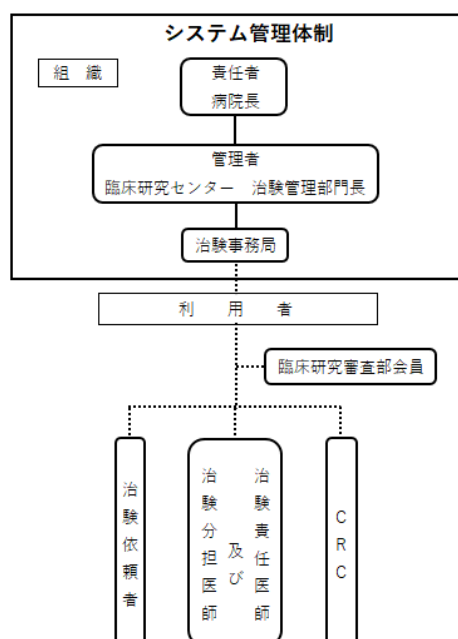 システム管理体制
組　織
責任者
病院長
管理者
臨床研究センター　治験管理部門長
治験事務局
利　用　者
臨床研究審査部会員
治験依頼者
治験責任医師
及び
治験分担医師
CRC